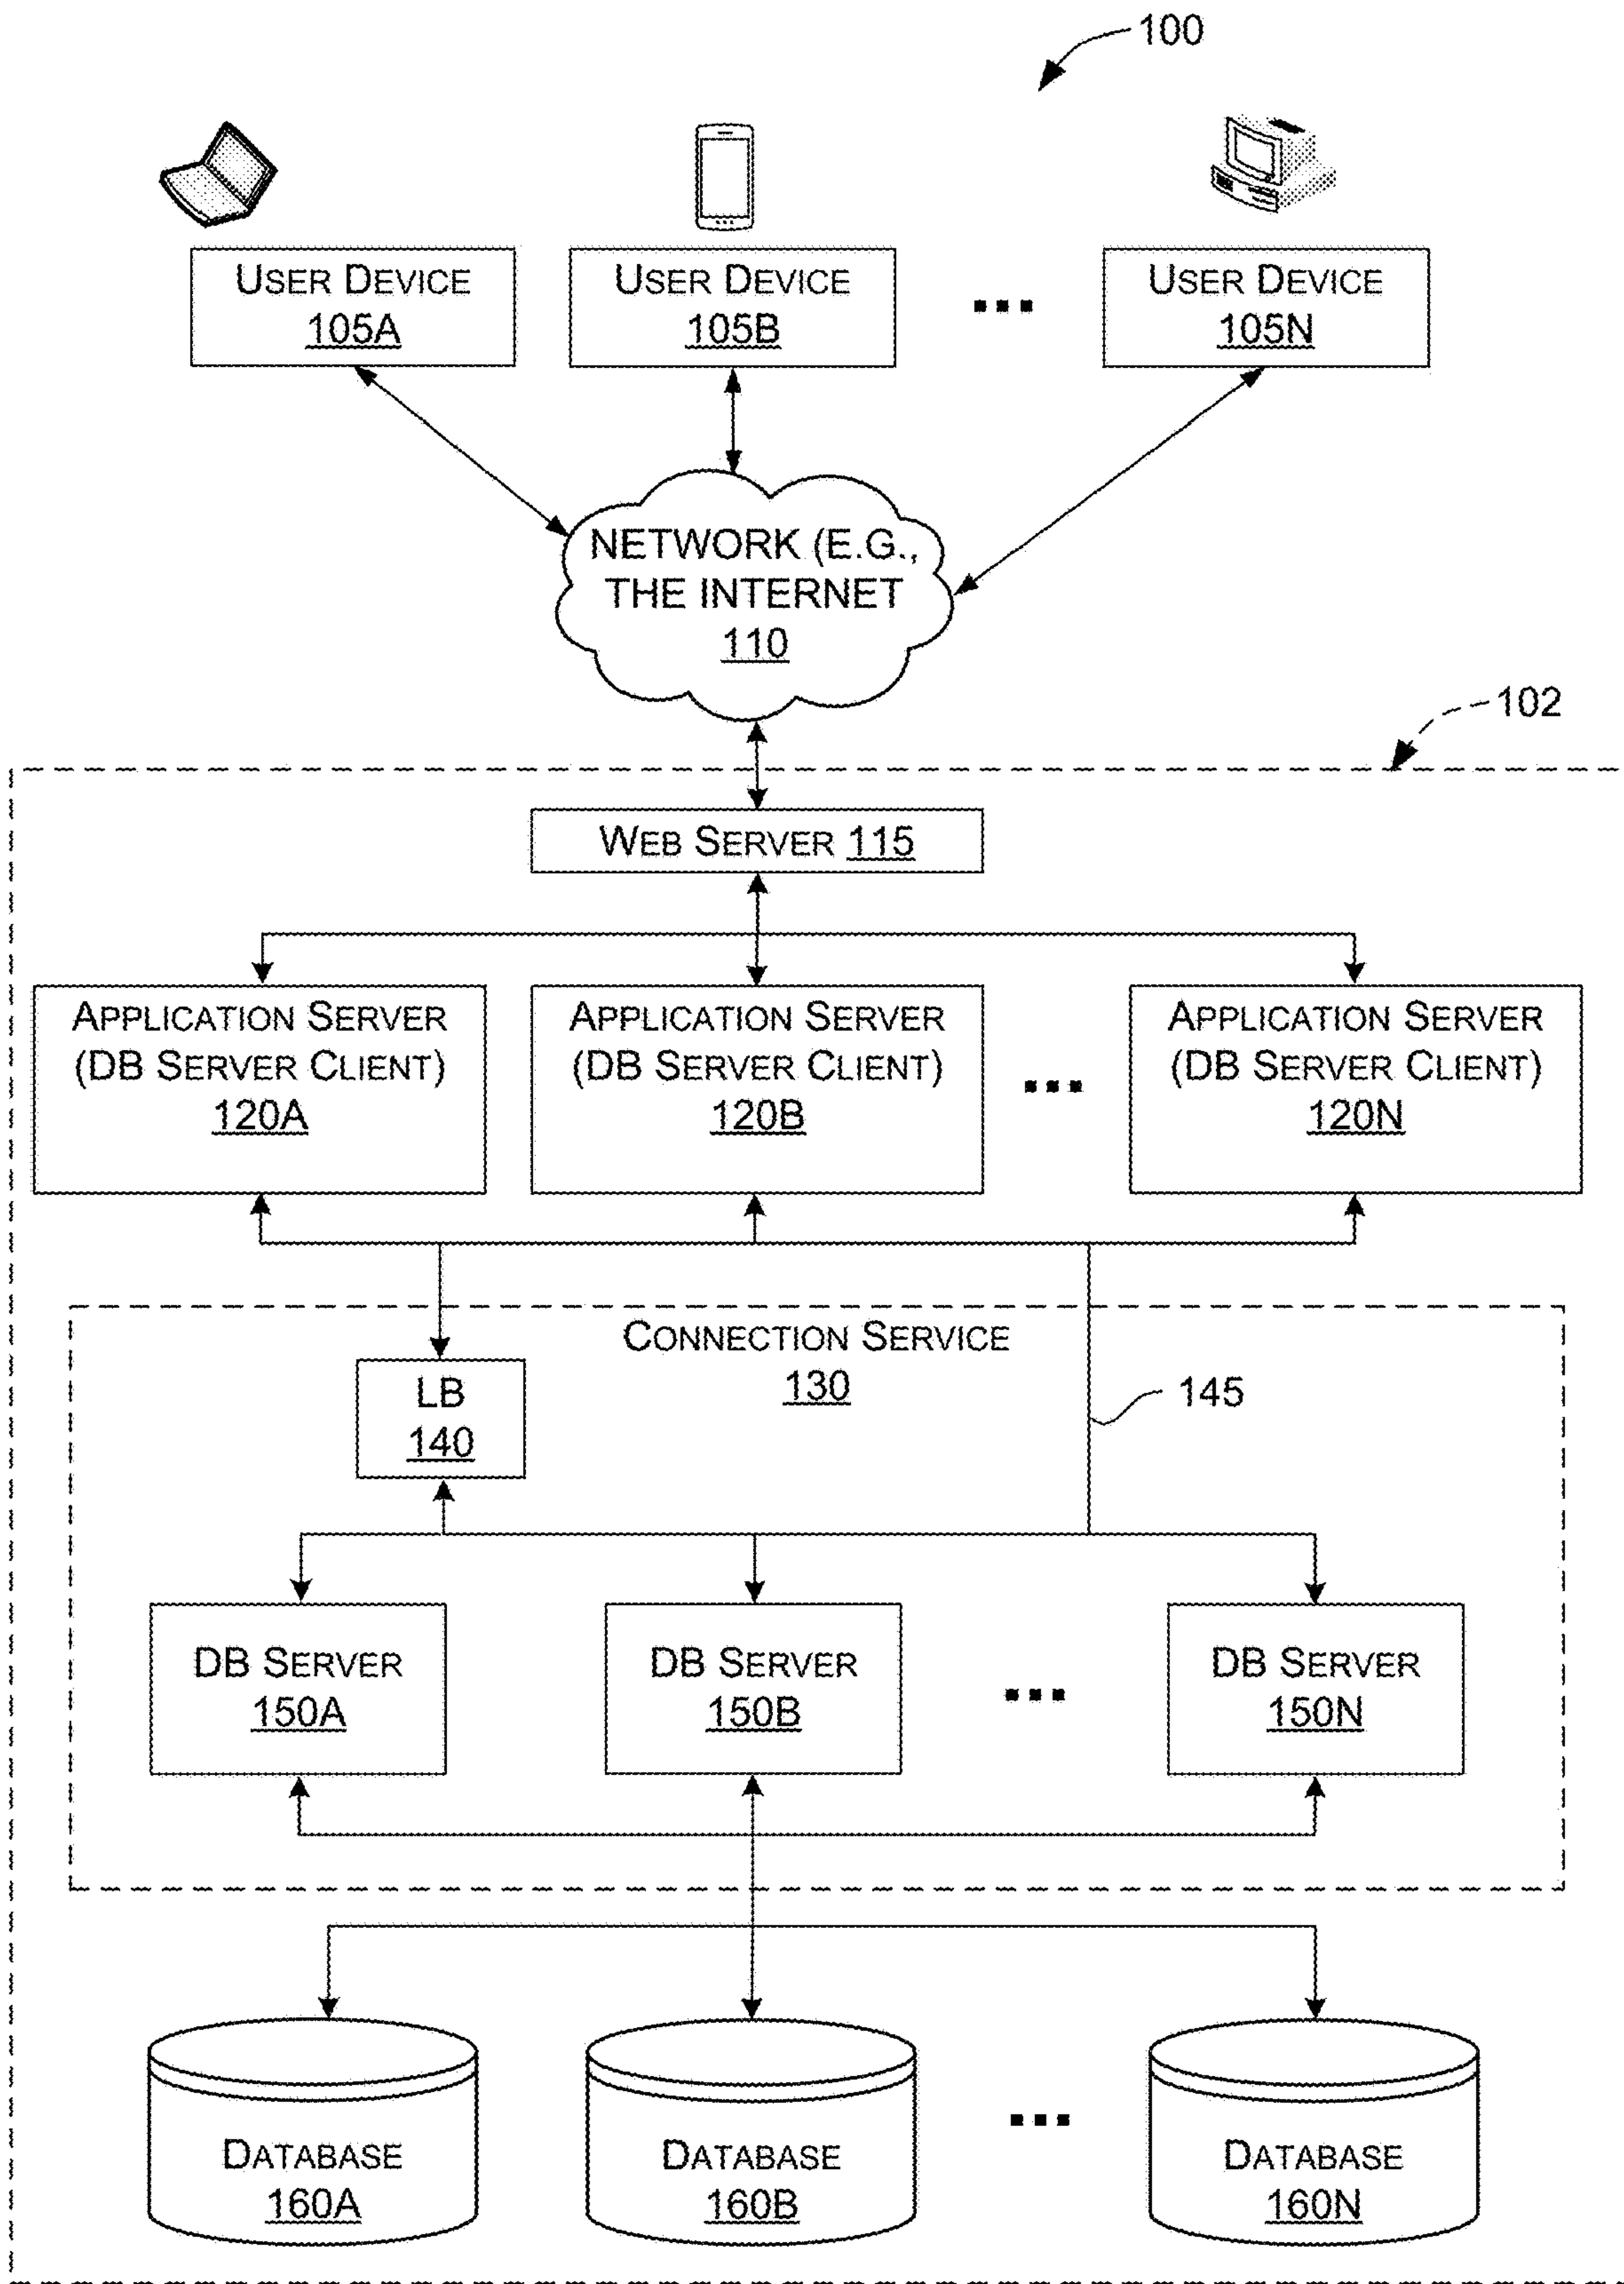 100
USER DEVICE
105A
USER DEVICE
105B
...
USER DEVICE
105N
NETWORK (E.G.,
THE INTERNET
110
102
WEB SERVER 115
APPLICATION SERVER
(DB SERVER CLIENT)
120A
APPLICATION SERVER
(DB SERVER CLIENT)
120B
...
APPLICATION SERVER
(DB SERVER CLIENT)
120N
CONNECTION SERVICE
130
LB
140
145
DB SERVER
150A
DB SERVER
150B
...
DB SERVER
150N
DATABASE
160A
DATABASE
160B
...
DATABASE
160N